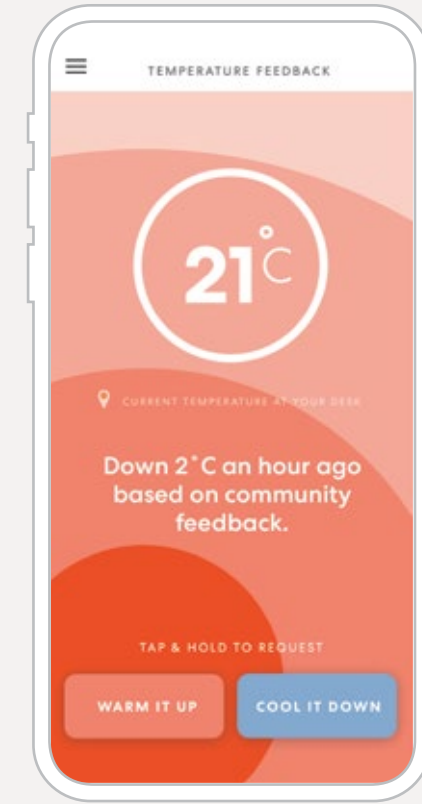 TEMPERATURE FEEDBACK
21°C
CURRENT TEMPERATURE AT YOUR DESK
Down 2°C an hour ago
based on community
feedback.
TAP & HOLD TO REQUEST
WARM IT UP
COOL IT DOWN